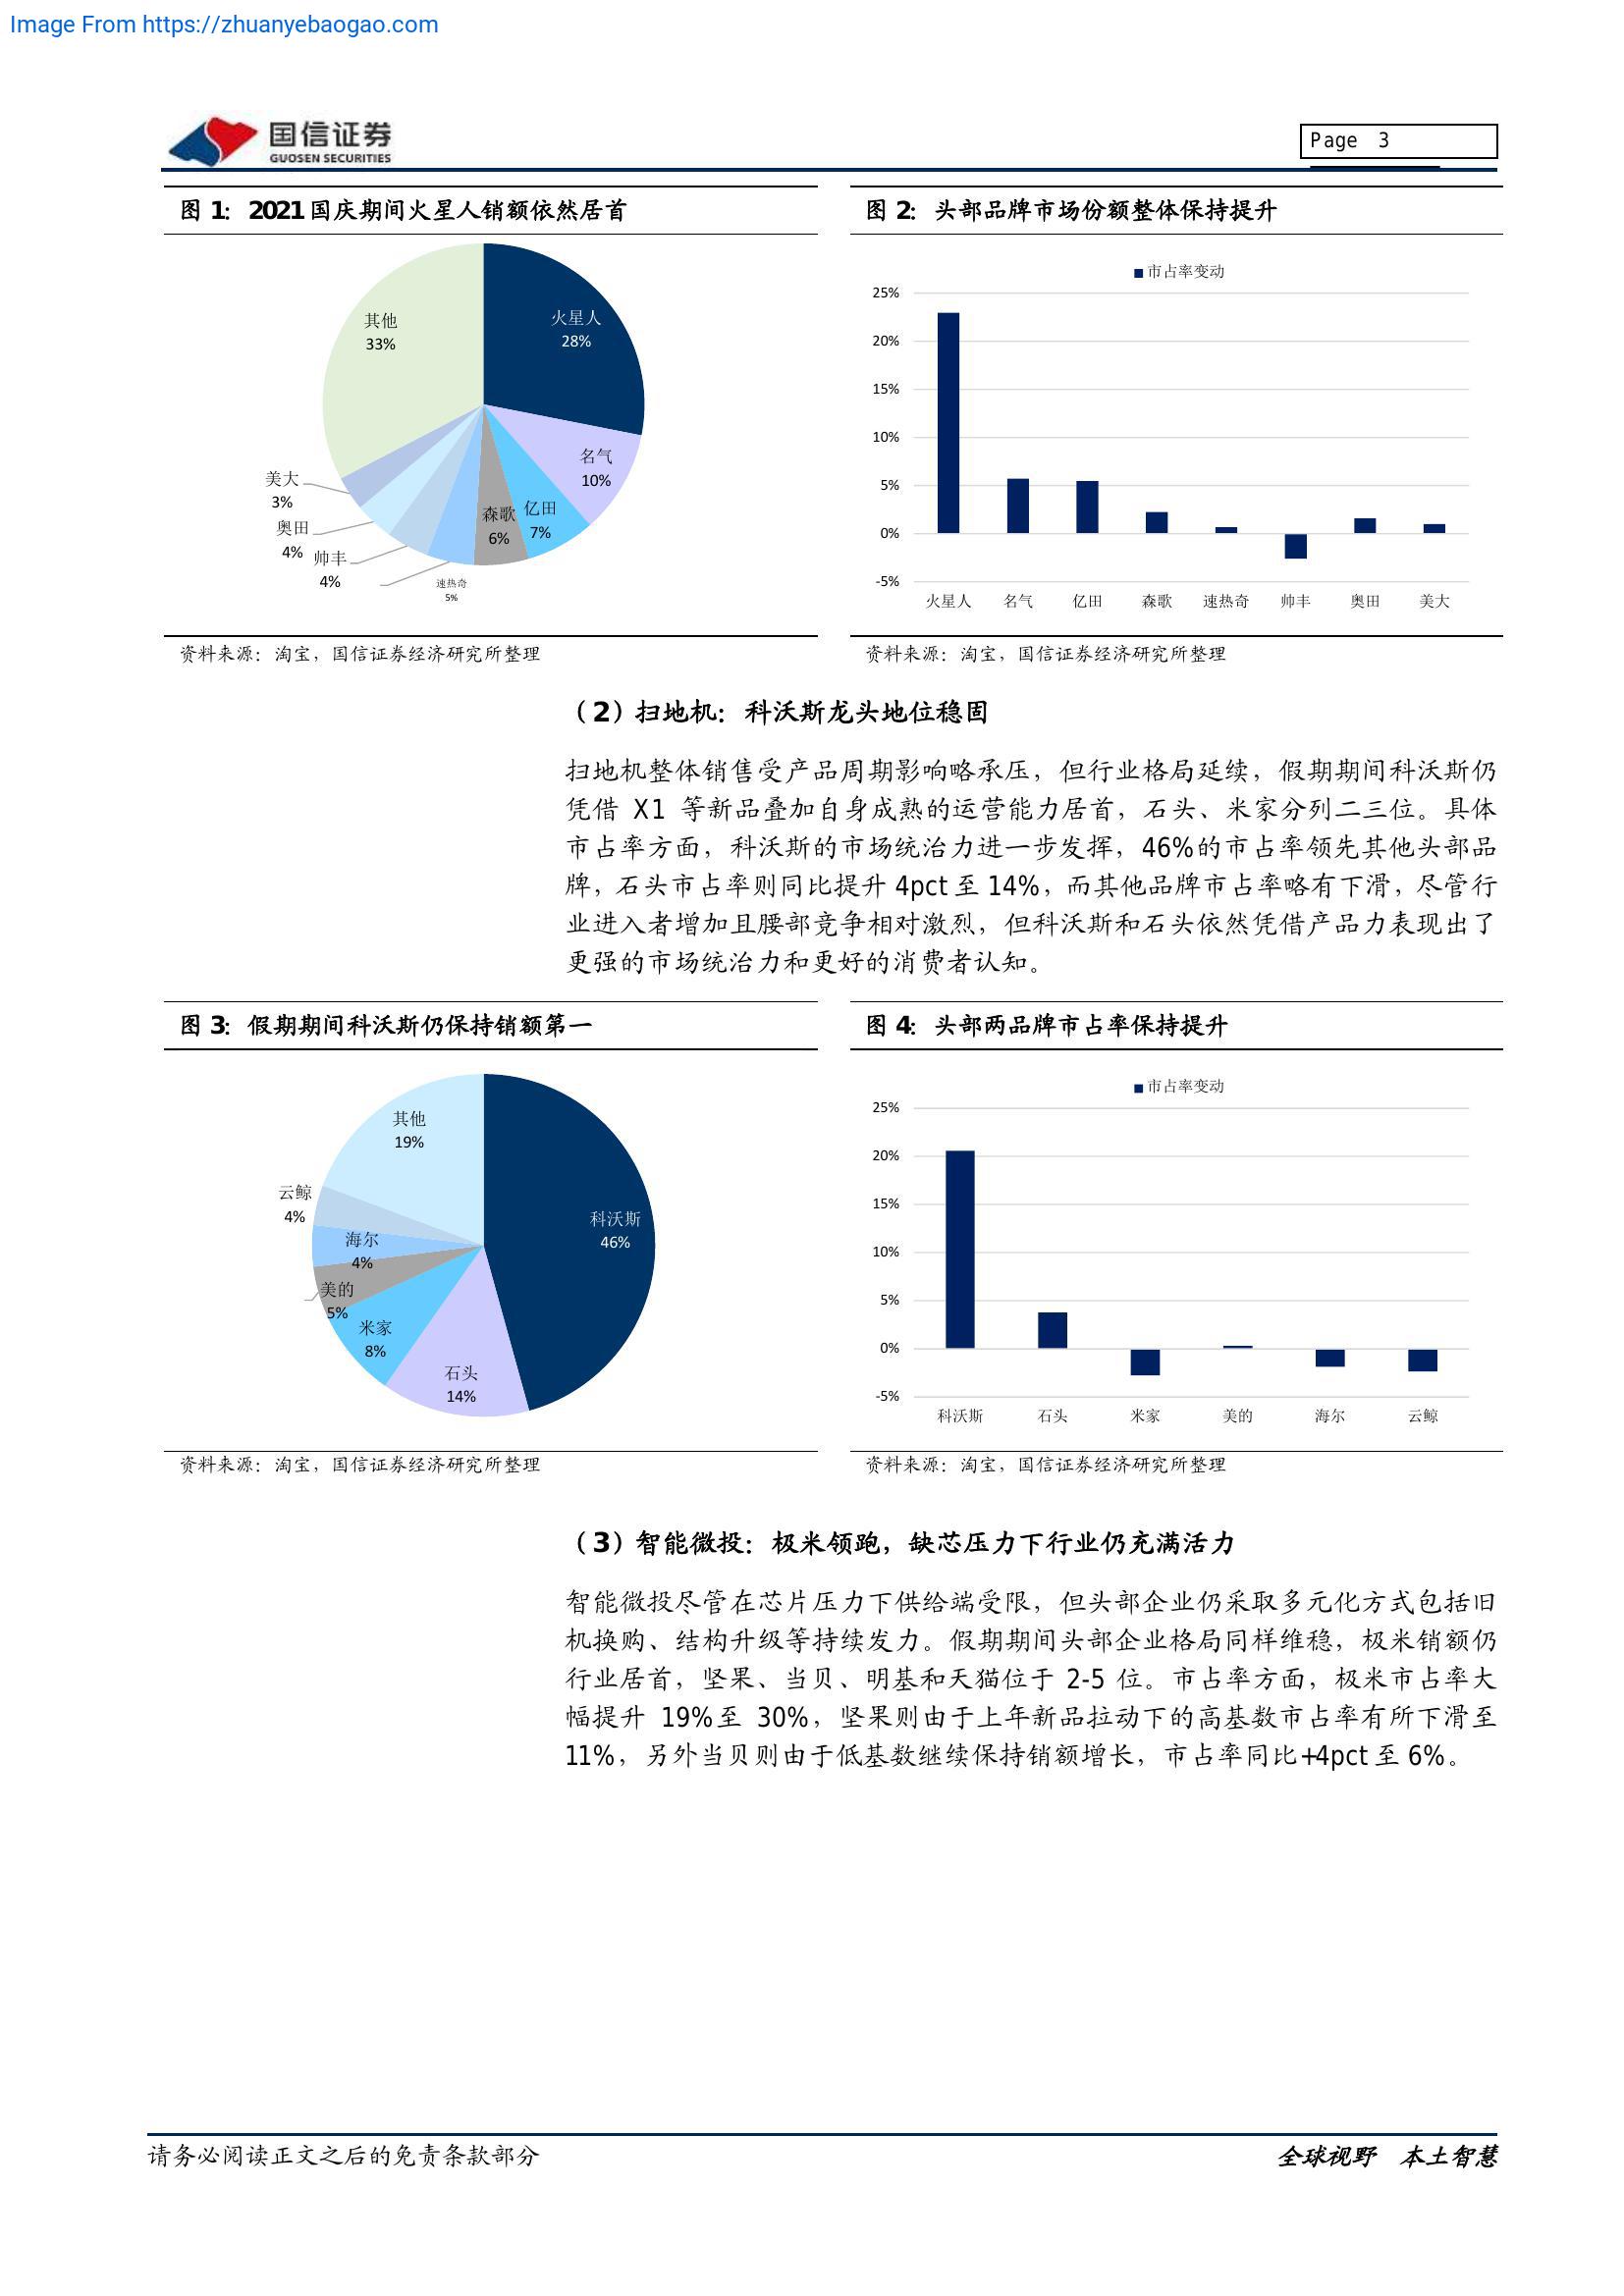 Image From https://zhuanyebaogao.com
国信证券
GUOSEN SECURITIES
Page 3
图 1：2021 国庆期间火星人销额依然居首
其他
33%
火星人
28%
名气
10%
亿田
7%
森歌
6%
速热奇
5%
帅丰
4%
奥田
4%
美大
3%
资料来源：淘宝，国信证券经济研究所整理
图 2：头部品牌市场份额整体保持提升
市占率变动
25%
20%
15%
10%
5%
0%
-5%
火星人 名气 亿田 森歌 速热奇 帅丰 奥田 美大
资料来源：淘宝，国信证券经济研究所整理
（2）扫地机：科沃斯龙头地位稳固
扫地机整体销售受产品周期影响略承压，但行业格局延续，假期期间科沃斯仍
凭借 X1 等新品叠加自身成熟的运营能力居首，石头、米家分列二三位。具体
市占率方面，科沃斯的市场统治力进一步发挥，46%的市占率领先其他头部品
牌，石头市占率则同比提升 4pct 至 14%，而其他品牌市占率略有下滑，尽管行
业进入者增加且腰部竞争相对激烈，但科沃斯和石头依然凭借产品力表现出了
更强的市场统治力和更好的消费者认知。
图 3：假期期间科沃斯仍保持销额第一
其他
19%
云鲸
4%
海尔
4%
美的
5%
米家
8%
石头
14%
科沃斯
46%
资料来源：淘宝，国信证券经济研究所整理
图 4：头部两品牌市占率保持提升
市占率变动
25%
20%
15%
10%
5%
0%
-5%
科沃斯 石头 米家 美的 海尔 云鲸
资料来源：淘宝，国信证券经济研究所整理
（3）智能微投：极米领跑，缺芯压力下行业仍充满活力
智能微投尽管在芯片压力下供给端受限，但头部企业仍采取多元化方式包括旧
机换购、结构升级等持续发力。假期期间头部企业格局同样维稳，极米销额仍
行业居首，坚果、当贝、明基和天猫位于 2-5 位。市占率方面，极米市占率大
幅提升 19%至 30%，坚果则由于上年新品拉动下的高基数市占率有所下滑至
11%，另外当贝则由于低基数继续保持销额增长，市占率同比+4pct 至 6%。
请务必阅读正文之后的免责条款部分
全球视野 本土智慧